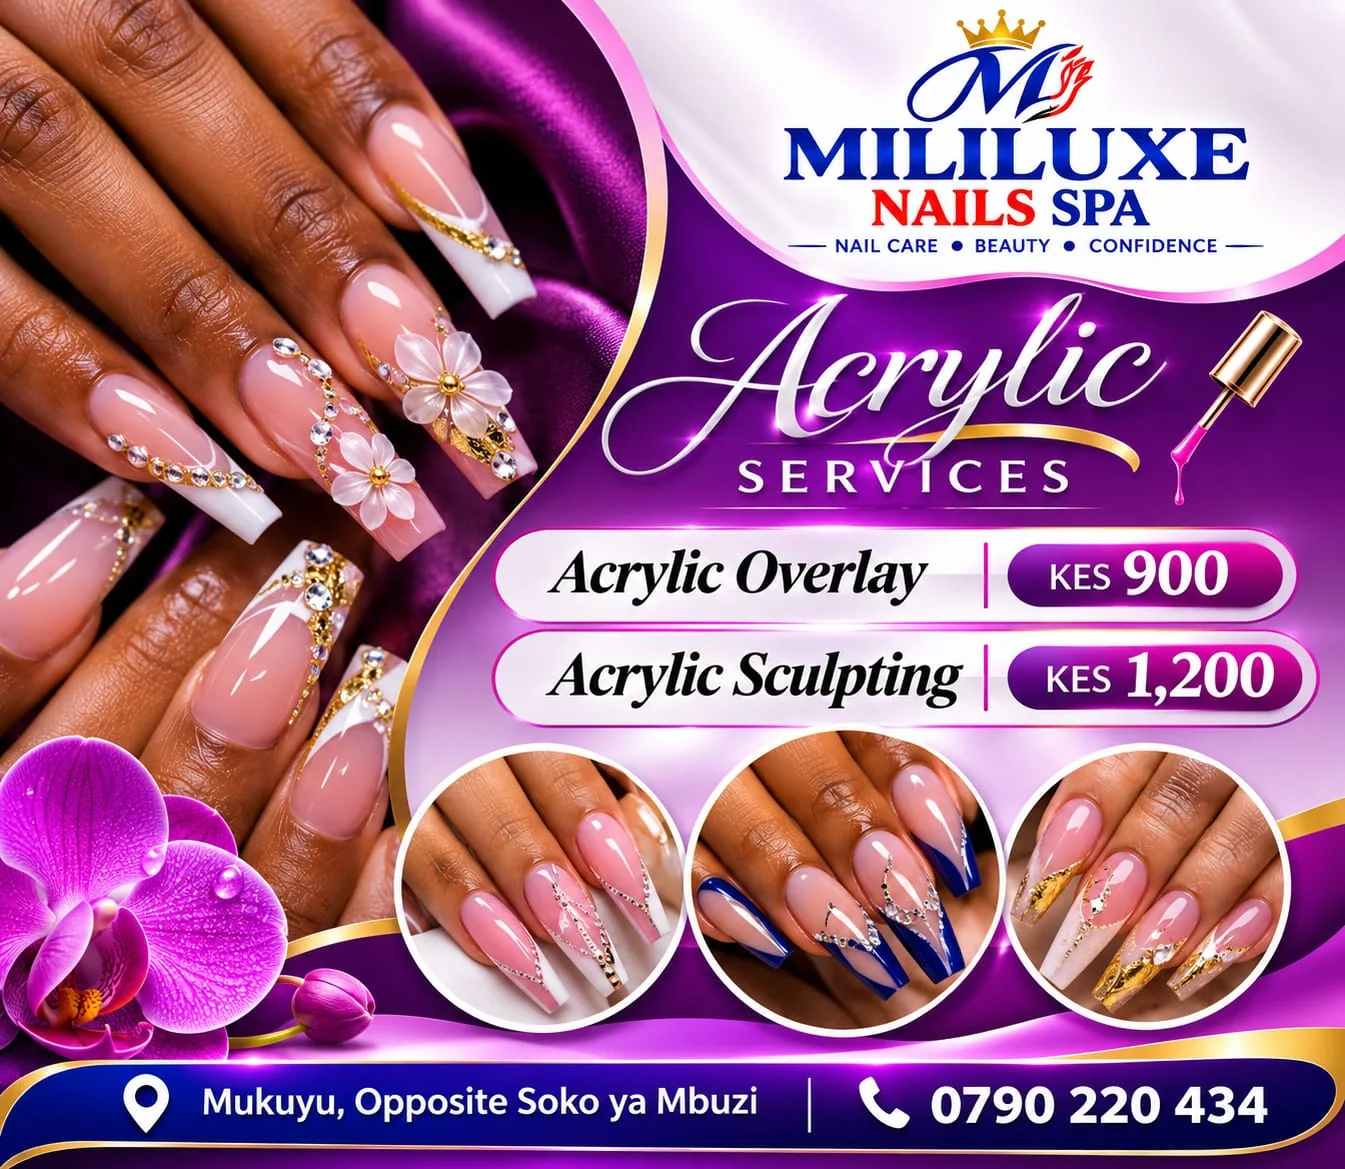 M
MILILUXE
NAILS SPA
NAIL CARE • BEAUTY • CONFIDENCE
Acrylic
SERVICES
Acrylic Overlay KES 900
Acrylic Sculpting KES 1,200
Mukuyu, Opposite Soko ya Mbuzi 0790 220 434